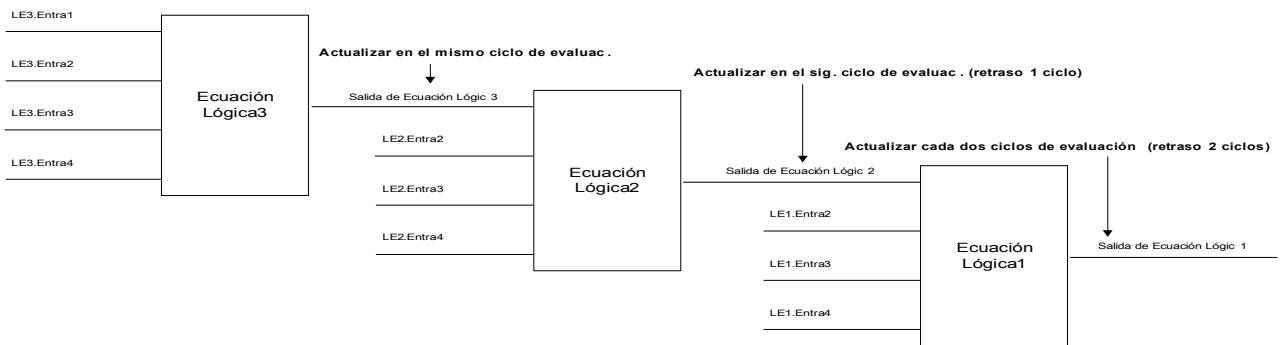 LE3.Entra1
LE3.Entra2
LE3.Entra3
LE3.Entra4
Ecuación
Lógica3
Actualizar en el mismo ciclo de evaluac .
Salida de Ecuación Lógic 3
LE2.Entra2
LE2.Entra3
LE2.Entra4
Ecuación
Lógica2
Actualizar en el sig. ciclo de evaluac . (retraso 1 ciclo)
Salida de Ecuación Lógic 2
LE1.Entra2
LE1.Entra3
LE1.Entra4
Ecuación
Lógica1
Actualizar cada dos ciclos de evaluación (retraso 2 ciclos)
Salida de Ecuación Lógic 1